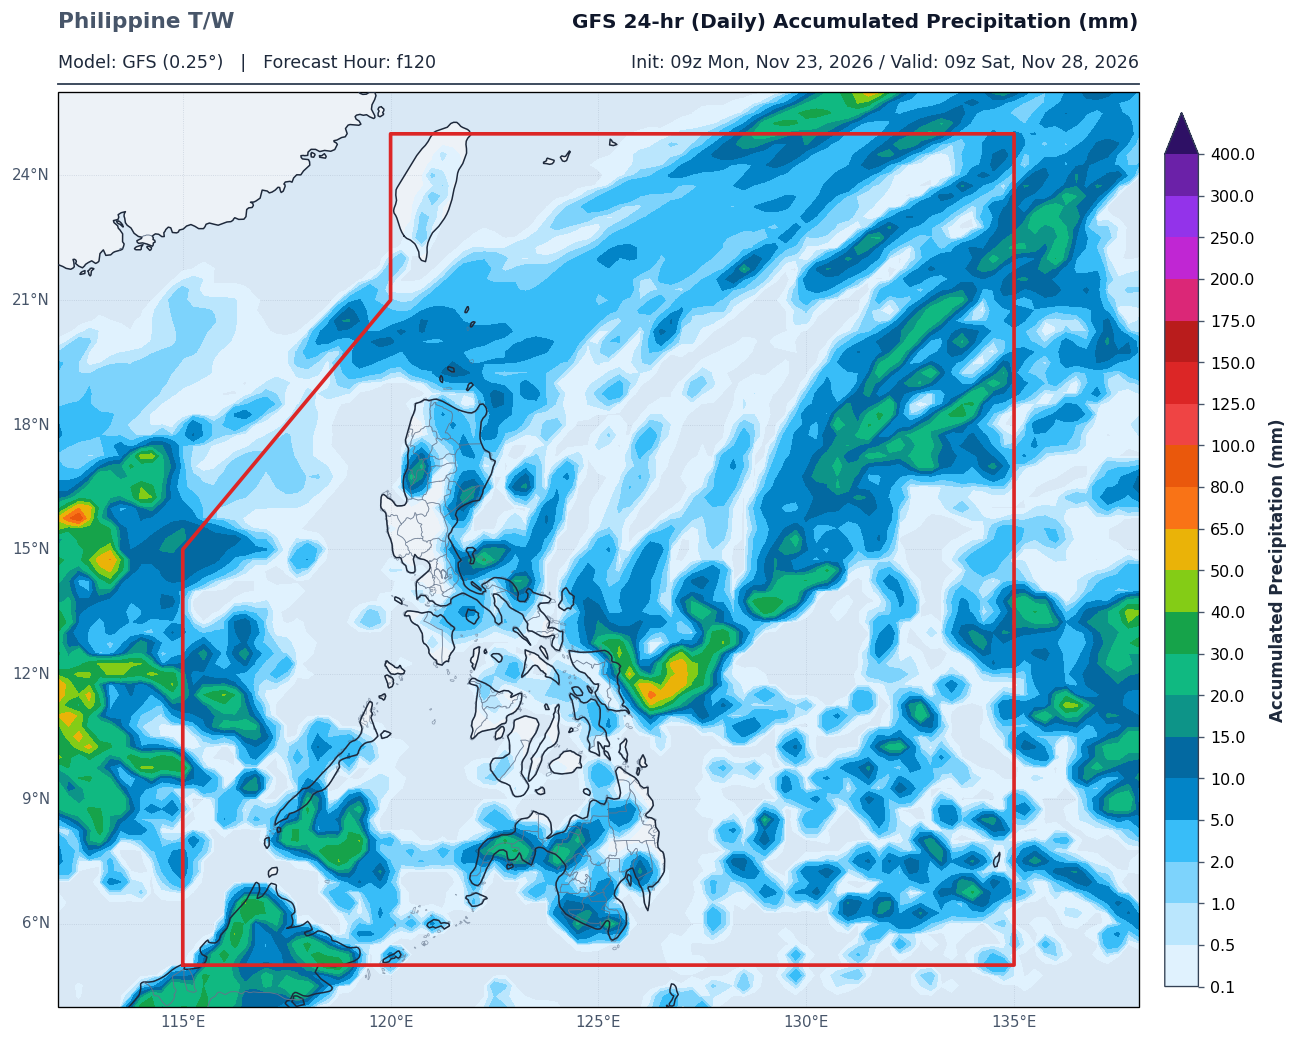 Philippine T/W
GFS 24-hr (Daily) Accumulated Precipitation (mm)
Model: GFS (0.25°) | Forecast Hour: f120
Init: 09z Mon, Nov 23, 2026 / Valid: 09z Sat, Nov 28, 2026
24°N
21°N
18°N
15°N
12°N
9°N
6°N
115°E
120°E
125°E
130°E
135°E
400.0
300.0
250.0
200.0
175.0
150.0
125.0
100.0
80.0
65.0
50.0
40.0
30.0
20.0
15.0
10.0
5.0
2.0
1.0
0.5
0.1
Accumulated Precipitation (mm)